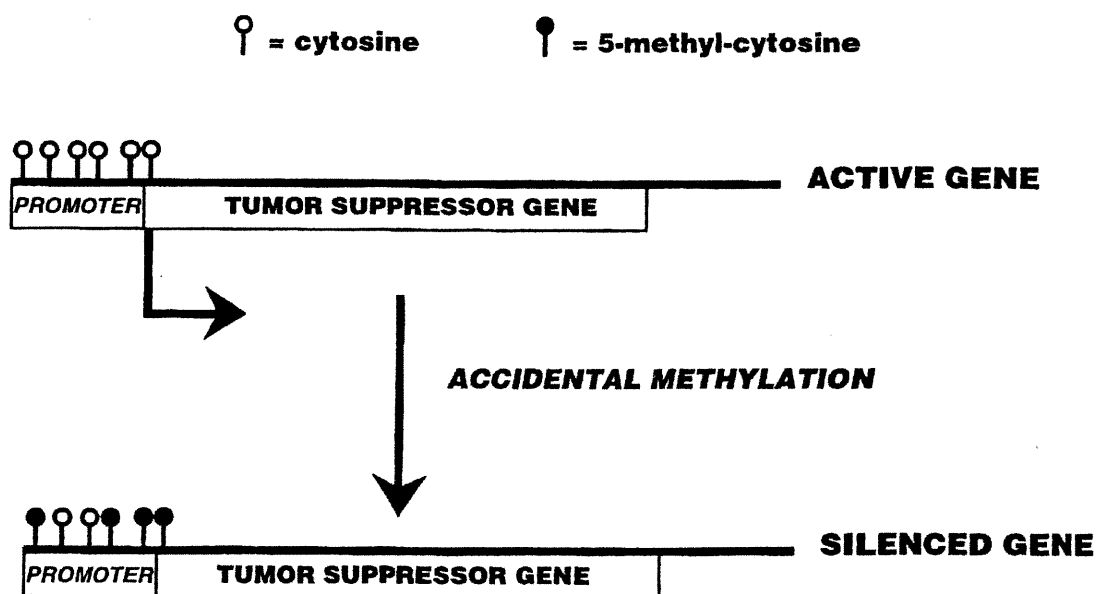 = cytosine
= 5-methyl-cytosine
ACTIVE GENE
PROMOTER
TUMOR SUPPRESSOR GENE
ACCIDENTAL METHYLATION
SILENCED GENE
PROMOTER
TUMOR SUPPRESSOR GENE